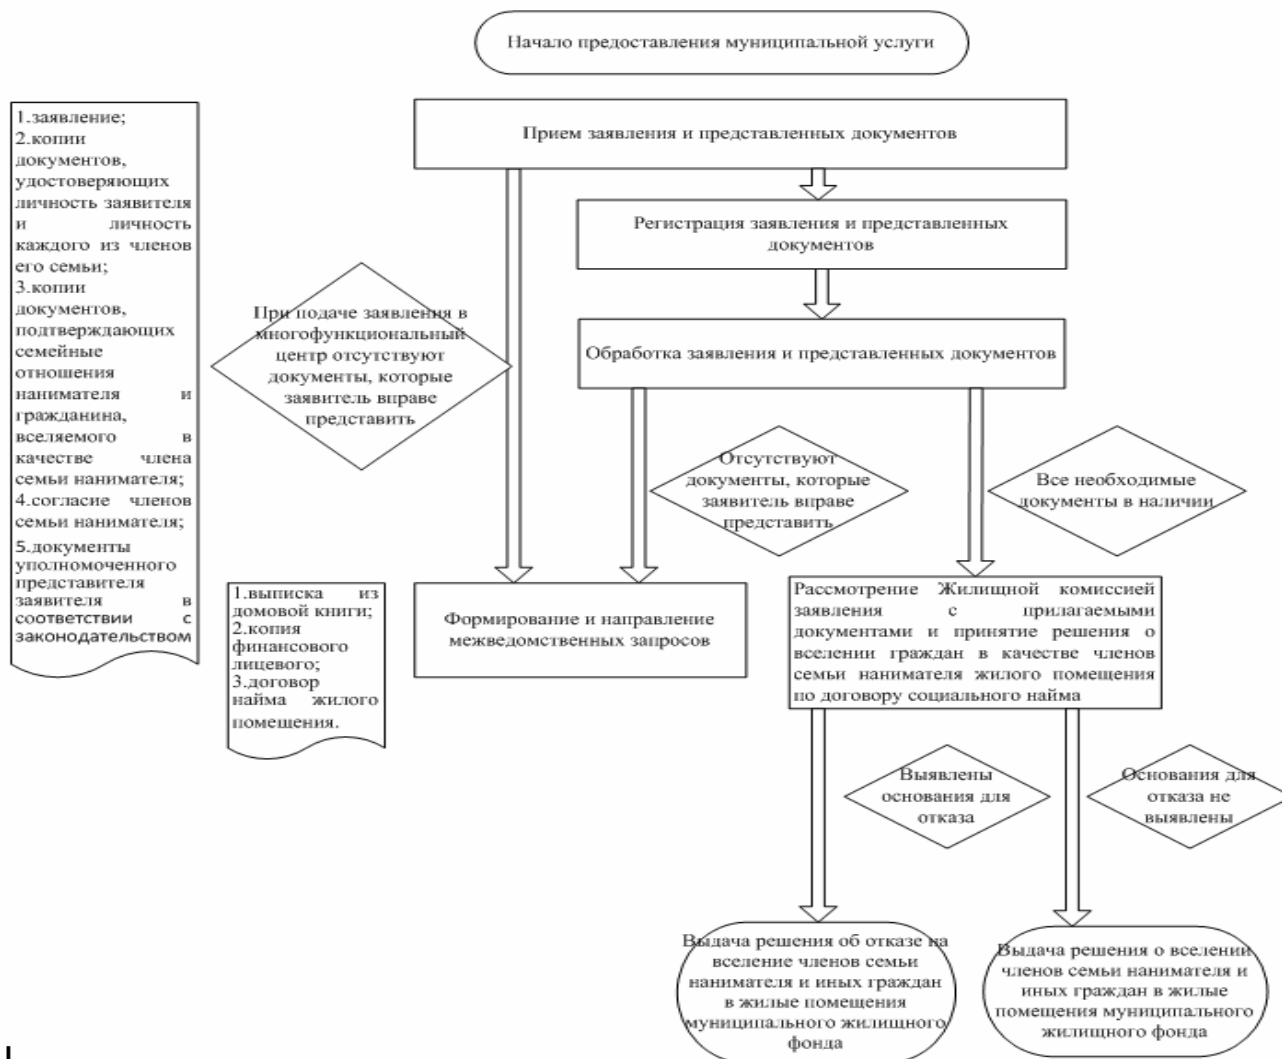 Начало предоставления муниципальной услуги
Прием заявления и представленных документов
1.заявление;
2.копии
документов,
удостоверяющих
личность заявителя
и личность
каждого из членов
его семьи;
3.копии
документов,
подтверждающих
семейные
отношения
нанимателя и
гражданина,
вселяемого в
качестве члена
семьи нанимателя;
4.согласие членов
семьи нанимателя;
5.документы
уполномоченного
представителя
заявителя в
соответствии с
законодательством
Регистрация заявления и представленных
документов
При подаче заявления в
многофункциональный
центр отсутствуют
документы, которые
заявитель вправе
представить
Обработка заявления и представленных документов
Отсутствуют
документы, которые
заявитель вправе
представить
Все необходимые
документы в наличии
1.выписка из
домовой книги;
2.копия
финансового
лицевого;
3.договор
найма жилого
помещения.
Формирование и направление
межведомственных запросов
Рассмотрение Жилищной комиссией
заявления с прилагаемыми
документами и принятие решения о
вселении граждан в качестве членов
семьи нанимателя жилого помещения
по договору социального найма
Выявлены
основания для
отказа
Основания для
отказа не
выявлены
Выдача решения об отказе на
вселение членов семьи
нанимателя и иных граждан
в жилые помещения
муниципального жилищного
фонда
Выдача решения о вселении
членов семьи нанимателя и
иных граждан в жилые
помещения муниципального
жилищного фонда